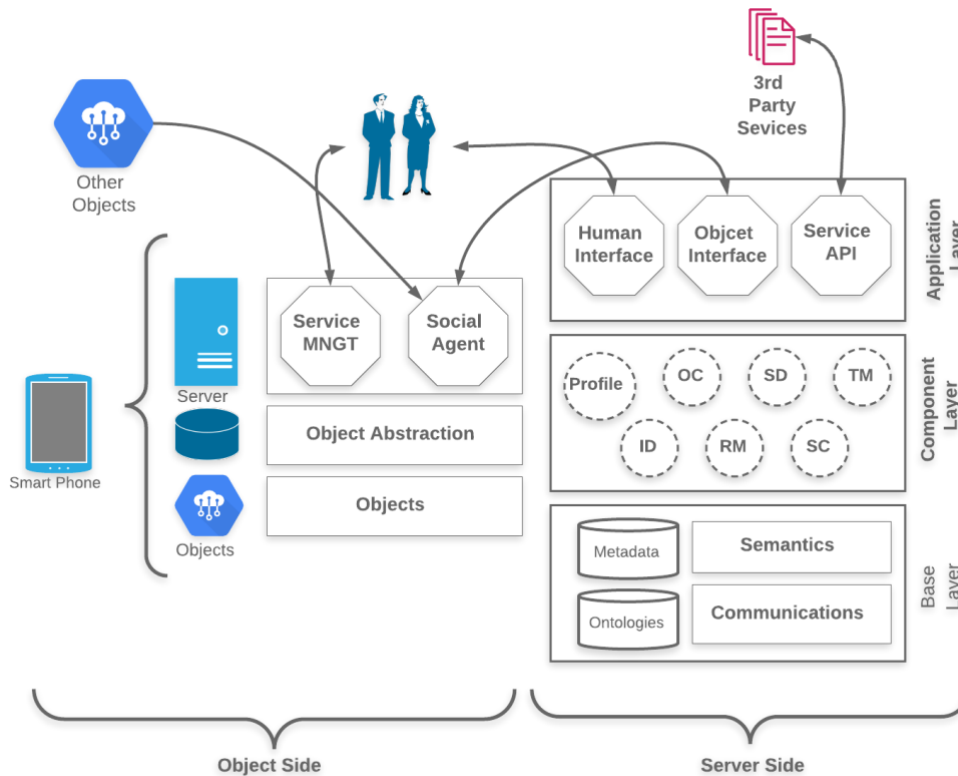 3rd
Party
Sevices
Other
Objects
Human
Interface
Objcet
Interface
Service
API
Application
Layer
Service
MNGT
Social
Agent
Server
Object Abstraction
Smart Phone
Objects
Objects
Profile
OC
SD
TM
ID
RM
SC
Component
Layer
Metadata
Semantics
Ontologies
Communications
Base
Layer
Object Side
Server Side